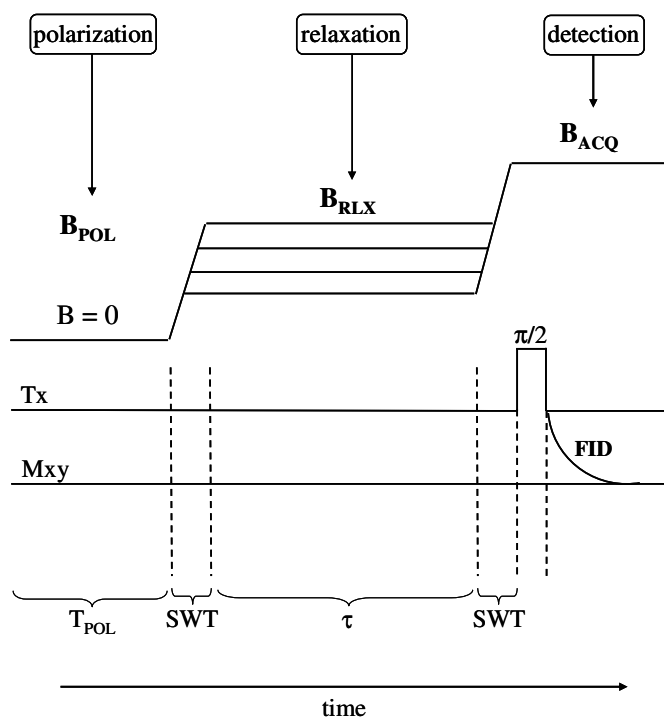 polarization
relaxation
detection
B_ACQ
B_RLX
B_POL
B = 0
π/2
Tx
FID
Mxy
T_POL
SWT
τ
SWT
time